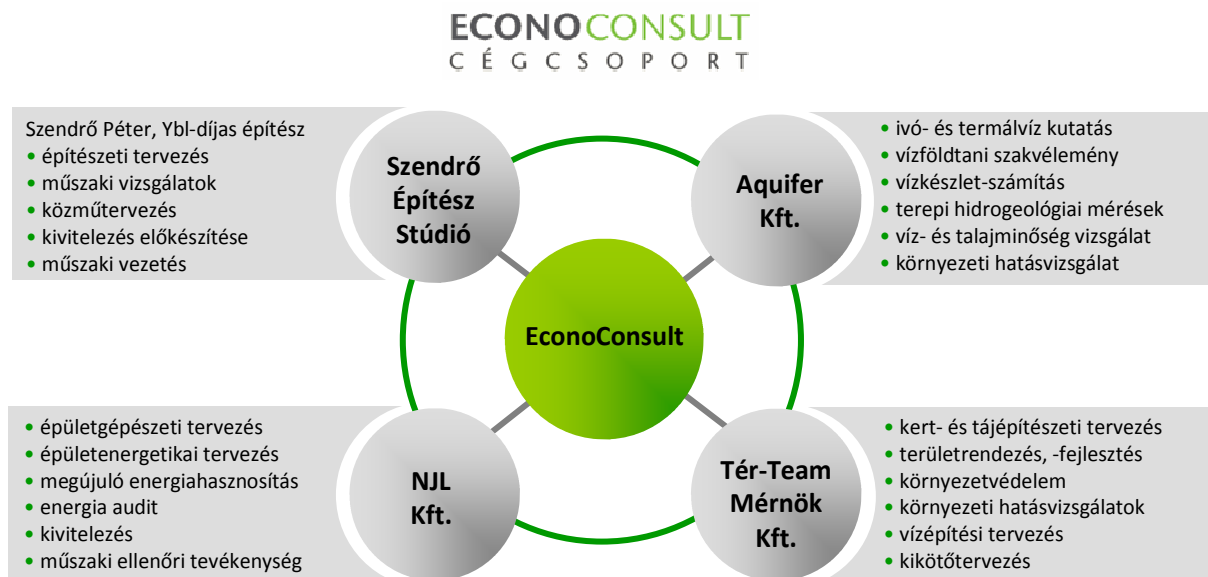 ECONOCONSULT
CÉGCSOPORT
Szendrő Péter, Ybl-díjas építész
• építészeti tervezés
• műszaki vizsgálatok
• közműtervezés
• kivitelezés előkészítése
• műszaki vezetés
Szendrő
Építész
Stúdió
Aquifer
Kft.
• ivó- és termálvíz kutatás
• vízföldtani szakvélemény
• vízkészlet-számítás
• terepi hidrogeológiai mérések
• víz- és talajminőség vizsgálat
• környezeti hatásvizsgálat
EconoConsult
• épületgépészeti tervezés
• épületenergetikai tervezés
• megújuló energiahasznosítás
• energia audit
• kivitelezés
• műszaki ellenőri tevékenység
NJL
Kft.
Tér-Team
Mérnök
Kft.
• kert- és tájépítészeti tervezés
• területrendezés, -fejlesztés
• környezetvédelem
• környezeti hatásvizsgálatok
• vízépítési tervezés
• kikötőtervezés